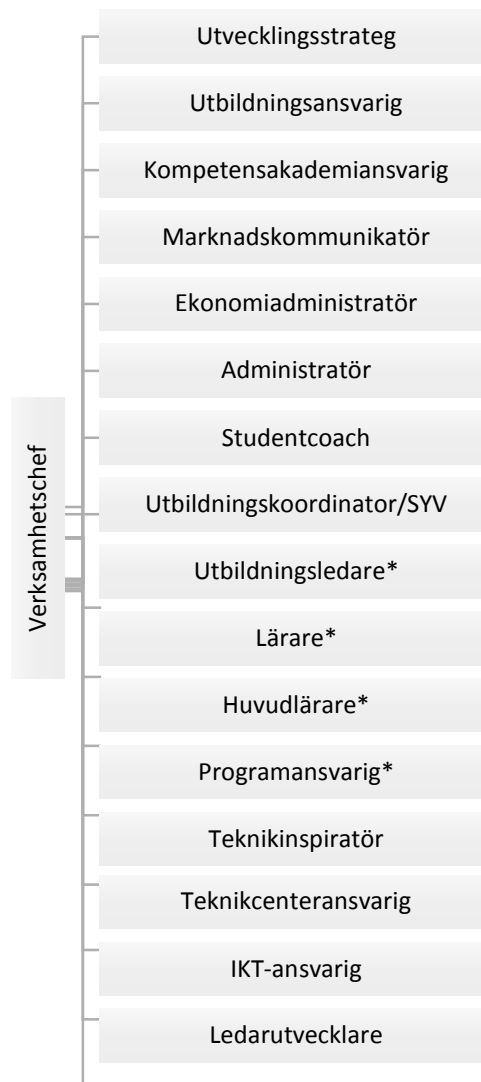 Verksamhetschef
Utvecklingsstrateg
Utbildningsansvarig
Kompetensakademiansvarig
Marknadskommunikatör
Ekonomiadministratör
Administratör
Studentcoach
Utbildningskoordinator/SYV
Utbildningsledare*
Lärare*
Huvudlärare*
Programansvarig*
Teknikinspiratör
Teknikcenteransvarig
IKT-ansvarig
Ledarutvecklare